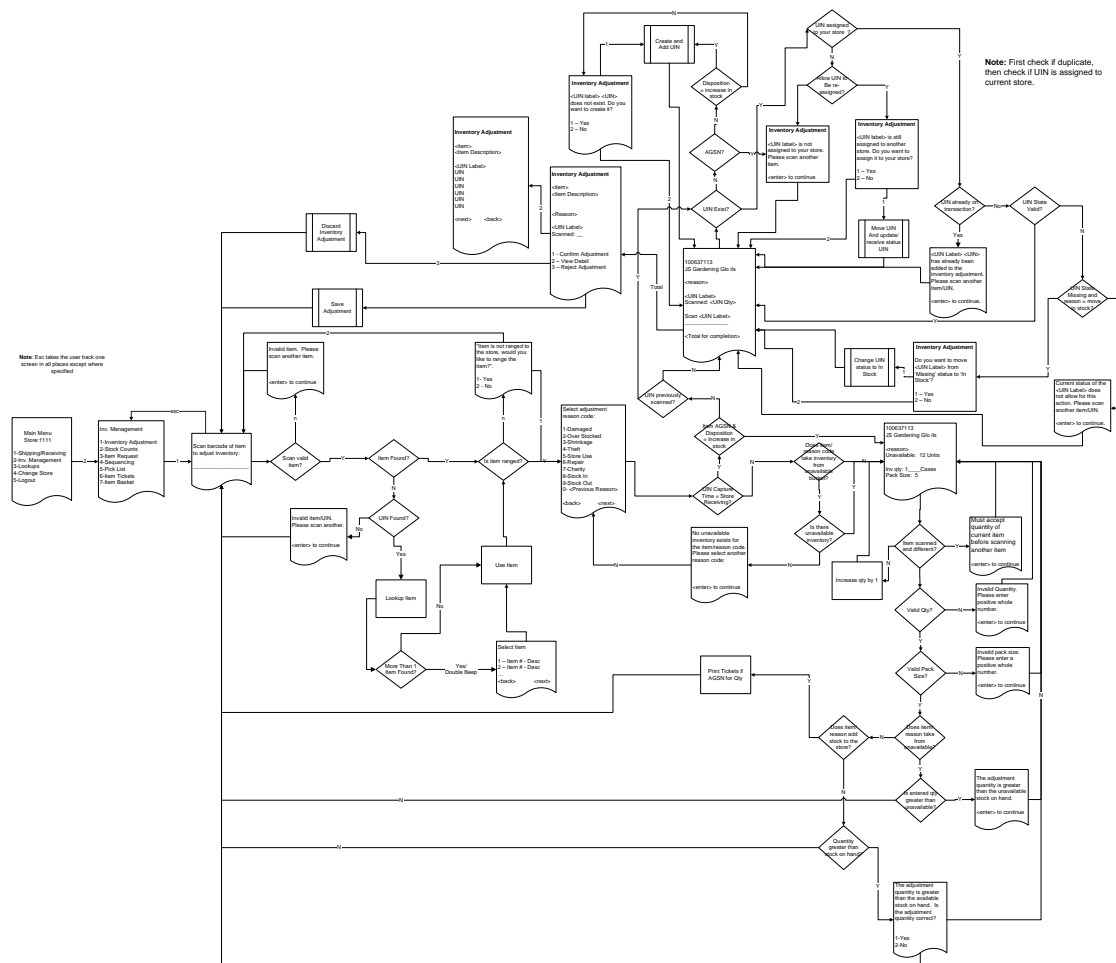 UIN assigned
to your store ?
Note: First check if duplicate,
then check if UIN is assigned to
current store.
N
Create and
Add UIN
1
Y
Disposition
= increase in
stock
N
Inventory Adjustment
<UIN label> <UIN>
does not exist. Do you
want to create it?
1 – Yes
2 – No
Allow UIN to
Be re-
assigned?
N
Y
Y
Y
Inventory Adjustment
<UIN label> is not
assigned to your store.
Please scan another
item.
<enter> to continue
Inventory Adjustment
<UIN label> is still
assigned to another
store. Do you want to
assign it to your store?
1 – Yes
2 – No
N
AGSN?
Y
N
UIN Exist?
Inventory Adjustment
<item>
<Item Description>
<UIN Label>
UIN
UIN
UIN
UIN
UIN
<next> <back>
Inventory Adjustment
<item>
<Item Description>
<Reason>
<UIN Label>
Scanned: __
1 - Confirm Adjustment
2 – View Detail
3 – Reject Adjustment
2
3
2
1
2
Move UIN
And update/
receive status
UIN
UIN already on
transaction?
No
UIN State
Valid?
Yes
N
<UIN Label> <UIN>
has already been
added to the
inventory adjustment.
Please scan another
item/UIN.
<enter> to continue.
Y
UIN State
Missing and
reason = move
in stock?
Y
Discard
Inventory
Adjustment
Save
Adjustment
Total
Y
100637113
JS Gardening Glo ils
<reason>
<UIN Label>
Scanned: <UIN Qty>
Scan <UIN Label>
<Total for completion>
Change UIN
status to In
Stock
1
2
Inventory Adjustment
Do you want to move
<UIN Label> from
'Missing' status to 'In
Stock'?
1 – Yes
2 – No
Current status of the
<UIN Label> does
not allow for this
action. Please scan
another item/UIN.
<enter> to continue.
Note: Esc takes the user back one
screen in all places except where
specified
Invalid item. Please
scan another item.
<enter> to continue
2
"Item is not ranged to
the store, would you
like to range the
item?".
1- Yes
2 - No
1
N
UIN previously
scanned?
N
Main Menu
Store:1111
1-Shipping/Receiving
2-Inv. Management
3-Lookups
4-Change Store
5-Logout
2
Inv. Management
1-Inventory Adjustment
2-Stock Counts
3-Item Request
4-Sequencing
5-Pick List
6-Item Tickets
7-Item Basket
esc
1
Scan barcode of item
to adjust inventory:
n
Scan valid
item?
Y
Item Found?
Y
n
Is item ranged?
Y
Select adjustment
reason code:
1-Damaged
2-Over Stocked
3-Shrinkage
4-Theft
5-Store Use
6-Repair
7-Charity
8-Stock In
9-Stock Out
0- <Previous Reason>
<back> <next>
Item AGSN &
Disposition =
increase in stock
Y
Y
UIN Capture
Time = Store
Receiving?
N
Does item/
reason code take
inventory from
unavailable
bucket?
Y
Y
100637113
JS Gardening Glo ils
<reason>
Unavailable: 12 Units
Inv qty: 1____Cases
Pack Size: 5
N
UIN Found?
No
Yes
Invalid item/UIN.
Please scan another.
<enter> to continue
Lookup Item
No
Use Item
More Than 1
Item Found?
Yes/
Double Beep
Select Item
1 – Item # - Desc
2 – Item # - Desc
...
<back> <next>
N
No unavailable
inventory exists for
the item/reason code.
Please select another
reason code:
<enter> to continue
N
Is there
unavailable
inventory?
Increase qty by 1
N
Item scanned
and different?
Y
Must accept
quantity of
current item
before scanning
another item
<enter> to continue
Valid Qty?
N
Invalid Quantity.
Please enter
positive whole
number.
<enter> to continue
Y
Valid Pack
Size?
N
Invalid pack size.
Please enter a
positive whole
number.
<enter> to continue
Print Tickets if
AGSN for Qty
Y
Y
N
Does item/
reason add
stock to the
store?
N
Does item/
reason take
from
unavailable?
Y
N
N
Is entered qty
greater than
unavailable?
Y
The adjustment
quantity is greater
than the unavailable
stock on hand.
<enter> to continue
N
Quantity
greater than
stock on hand?
Y
The adjustment
quantity is greater
than the available
stock on hand. Is
the adjustment
quantity correct?
1-Yes
2-No